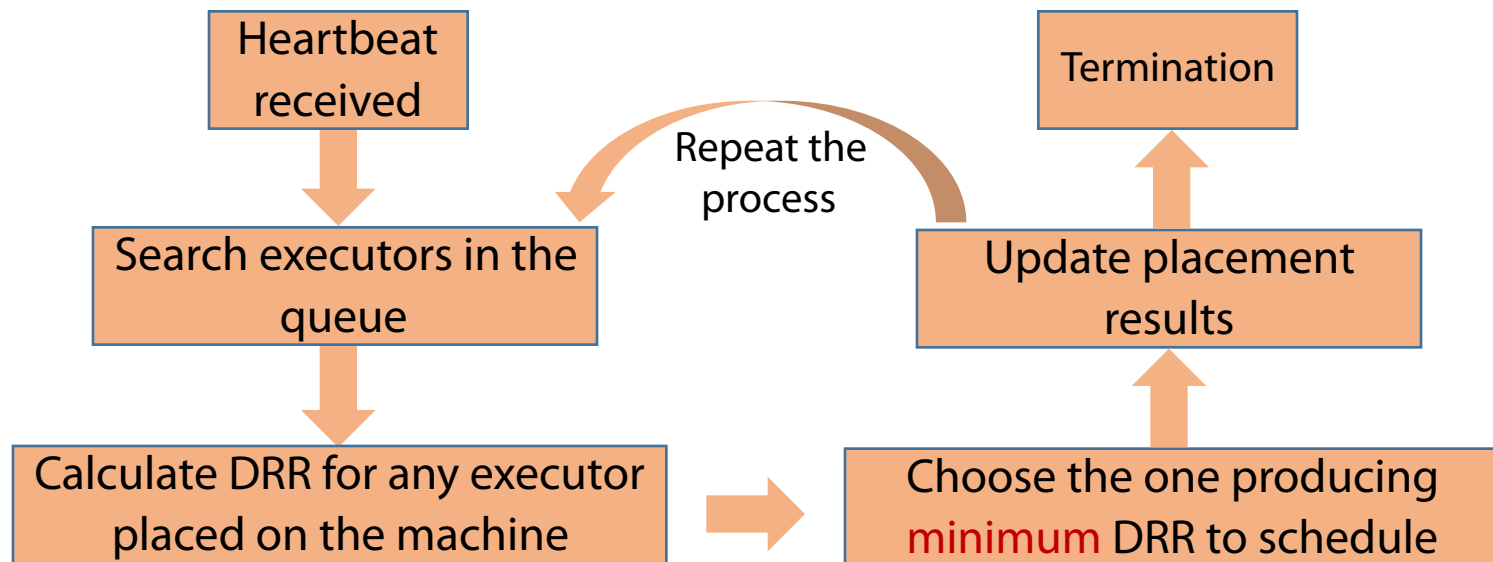 Heartbeat
received
Search executors in the
queue
Calculate DRR for any executor
placed on the machine
Choose the one producing
minimum DRR to schedule
Update placement
results
Repeat the
process
Termination